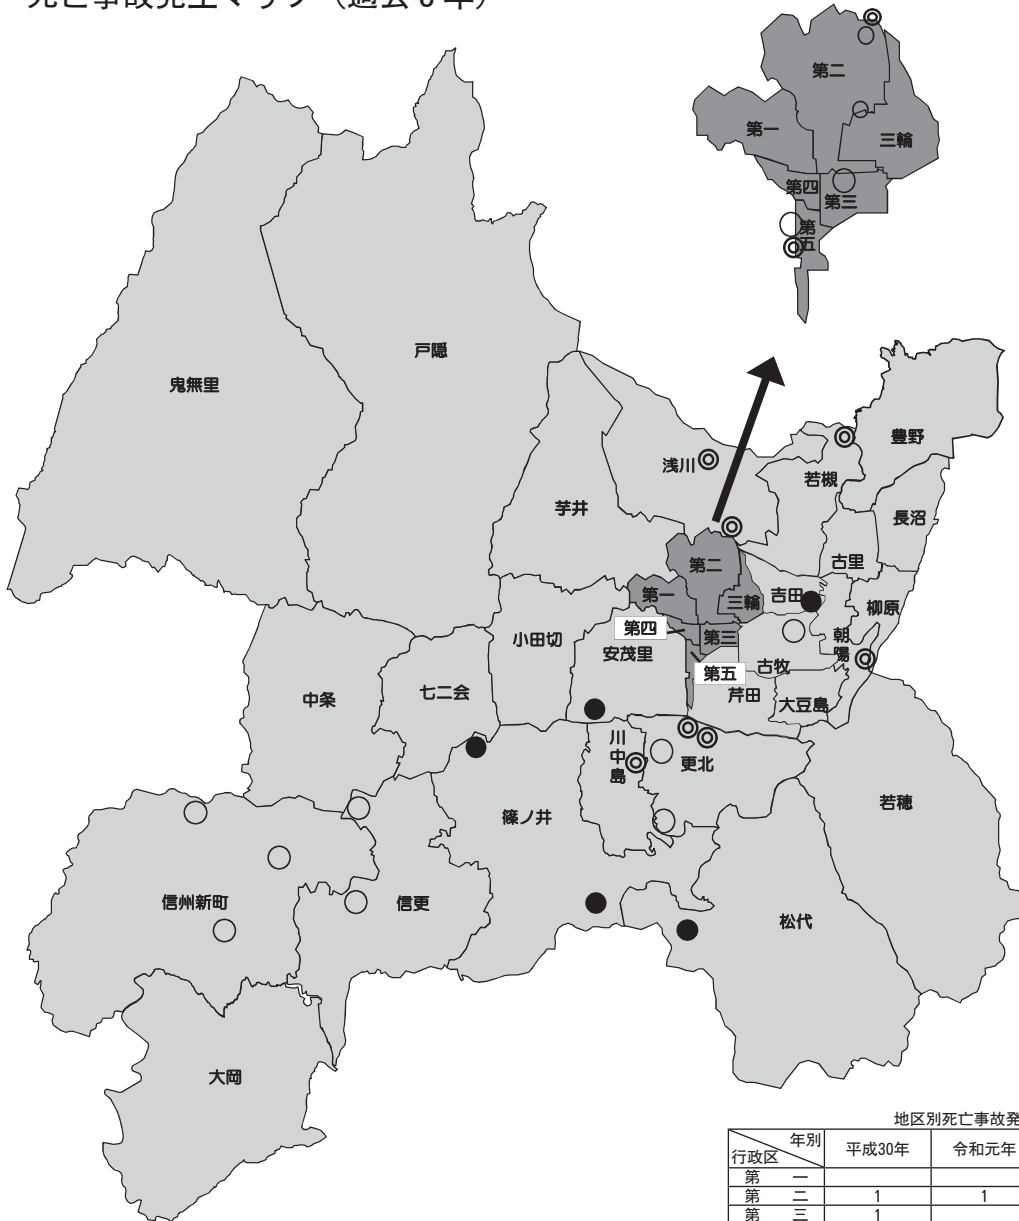 死亡事故発生マップ（過去5年）
第二
第一
三輪
第四
第三
第五
戸隠
鬼無里
豊野
浅川
若槻
芋井
長沼
古里
第二
第一
三輪
吉田
柳原
第四
第三
朝陽
小田切
安茂里
古牧
第五
七二会
中条
芹田
大豆島
川中島
更北
若穂
篠ノ井
信州新町
信更
松代
大岡
地区別死亡事故発
年別
行政区
平成30年
令和元年
第一
第二 1 1
第三 1